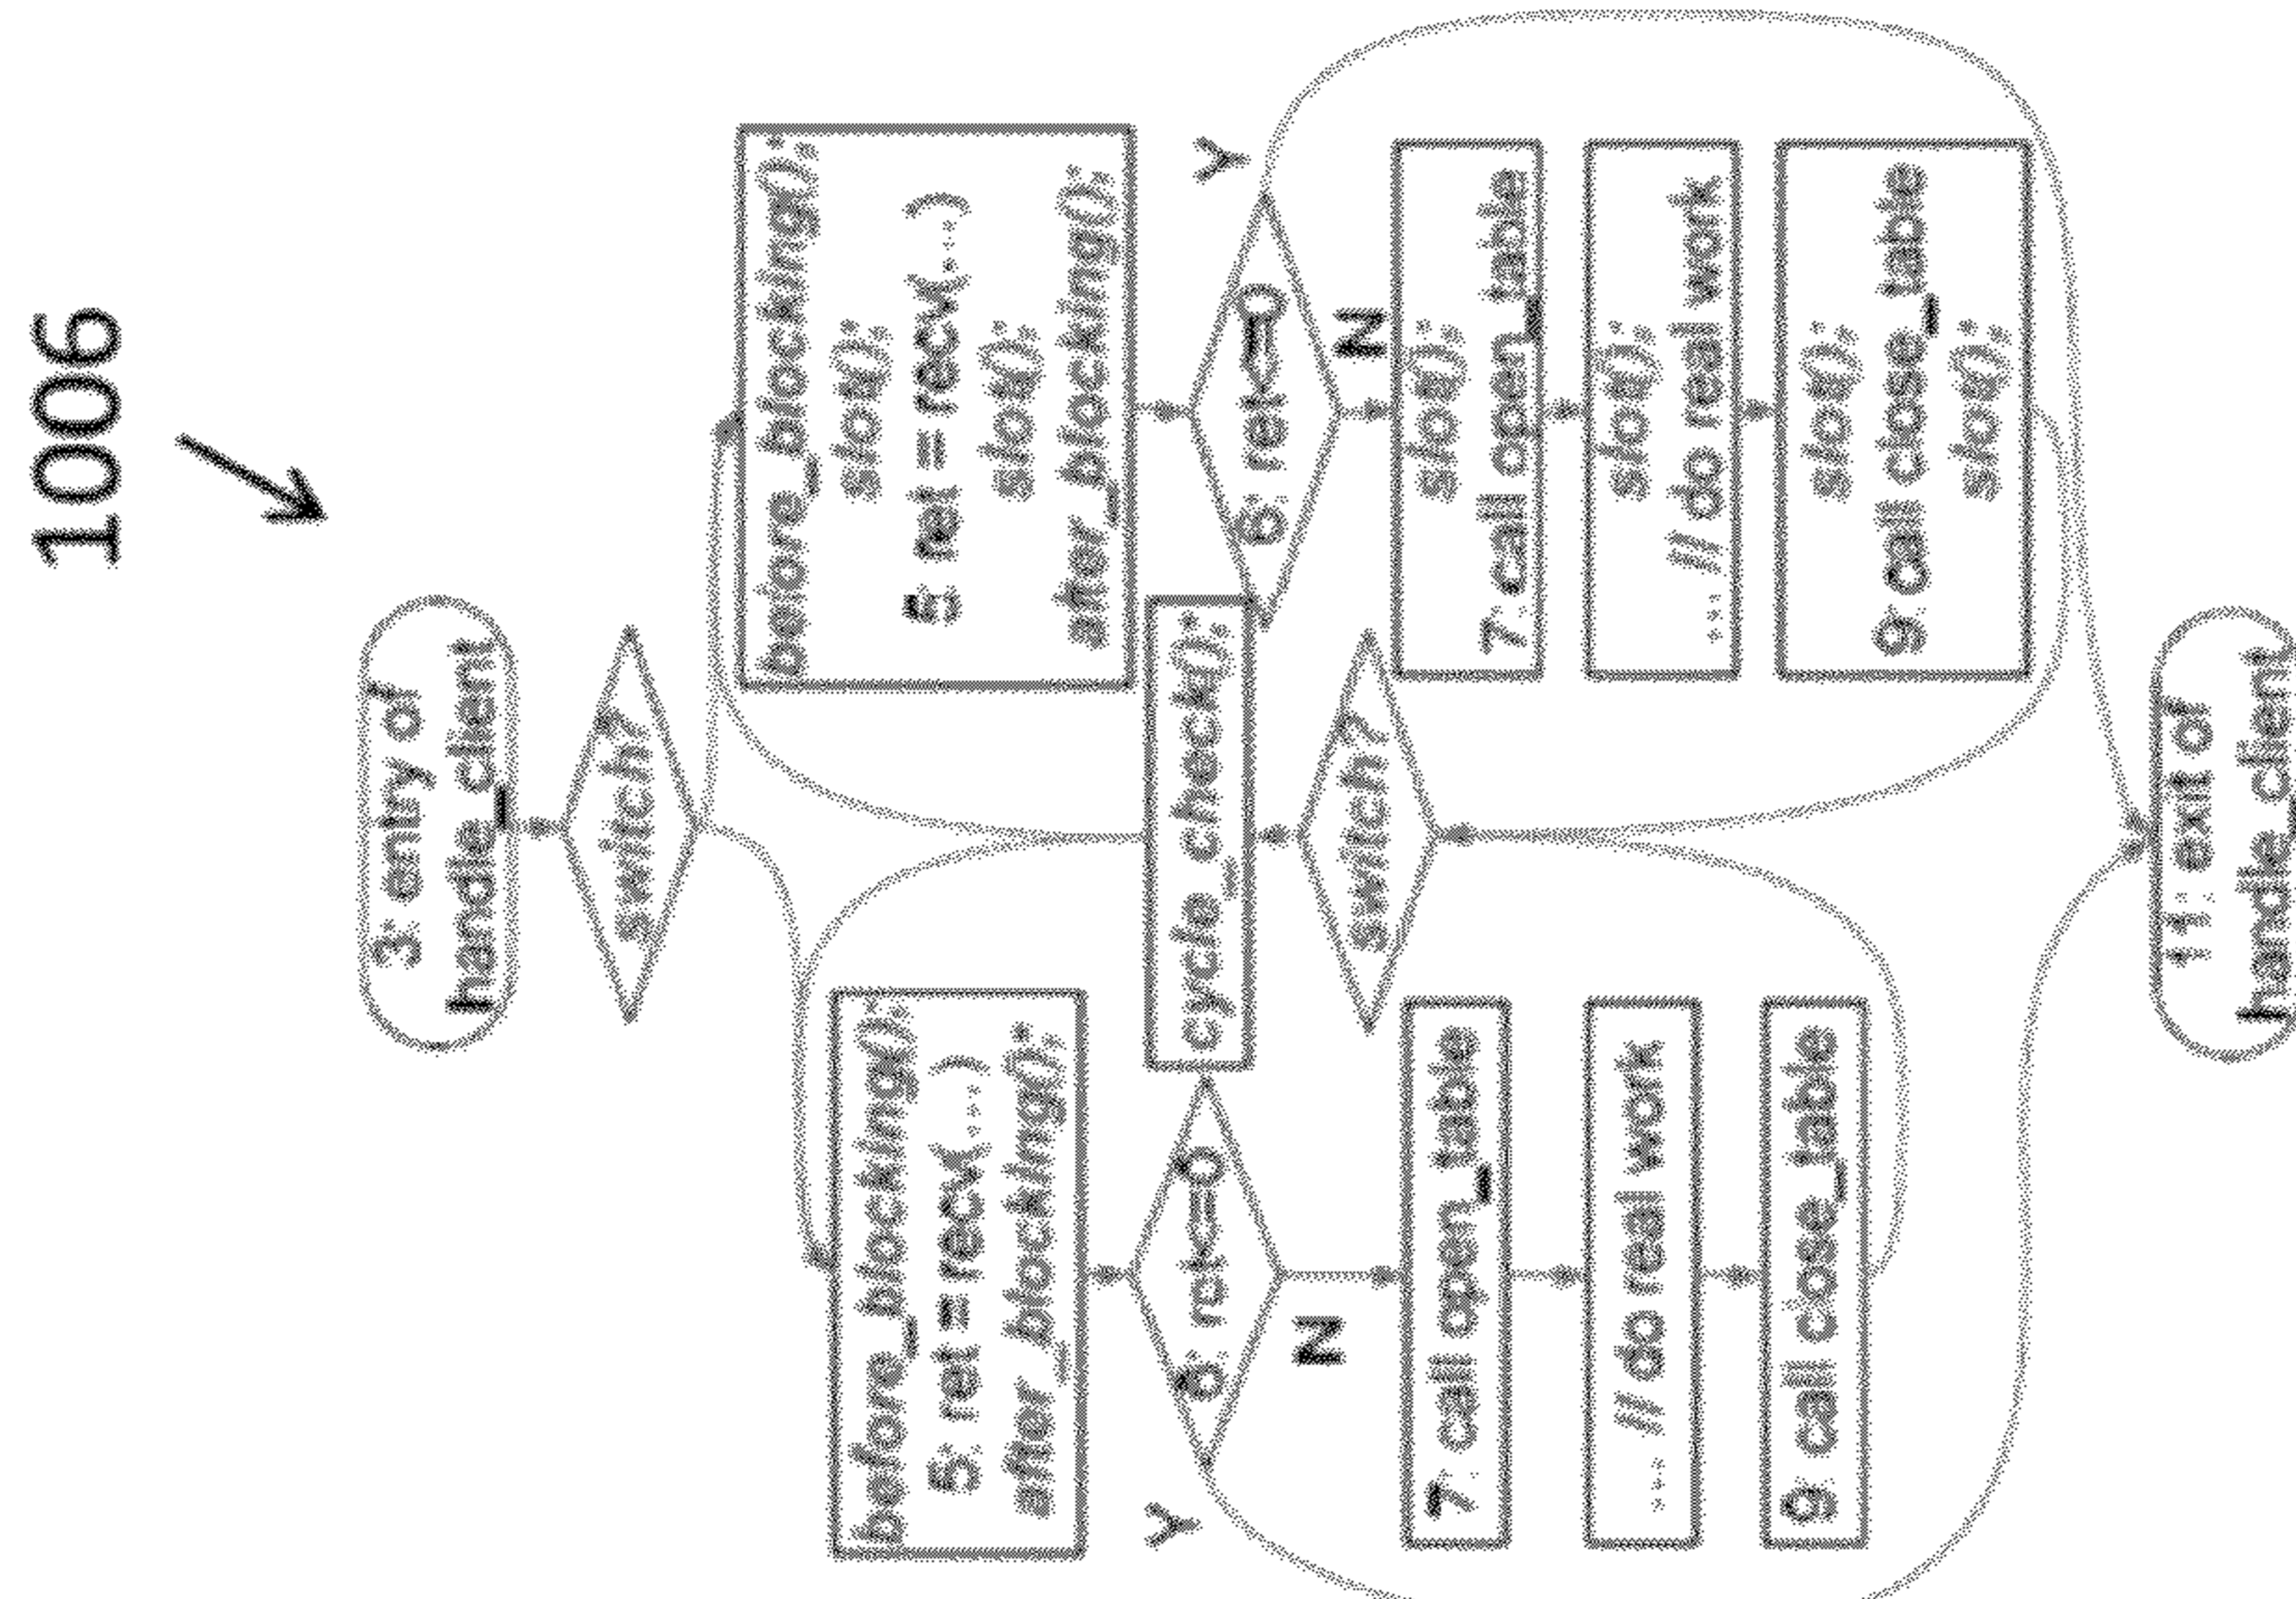 1006
3: entry of
handle_client
switch?
before_blocking();
5: ret = recv(...)
after_blocking();
6: ret<=0
Y
N
7: call open_table
... // do real work
9: call close_table
before_blocking();
slot();
5: ret = recv(...)
slot();
after_blocking();
6: ret<=0
Y
N
slot();
7: call open_table
slot();
... // do real work
slot();
9: call close_table
slot();
cycle_check();
switch?
11: exit of
handle_client